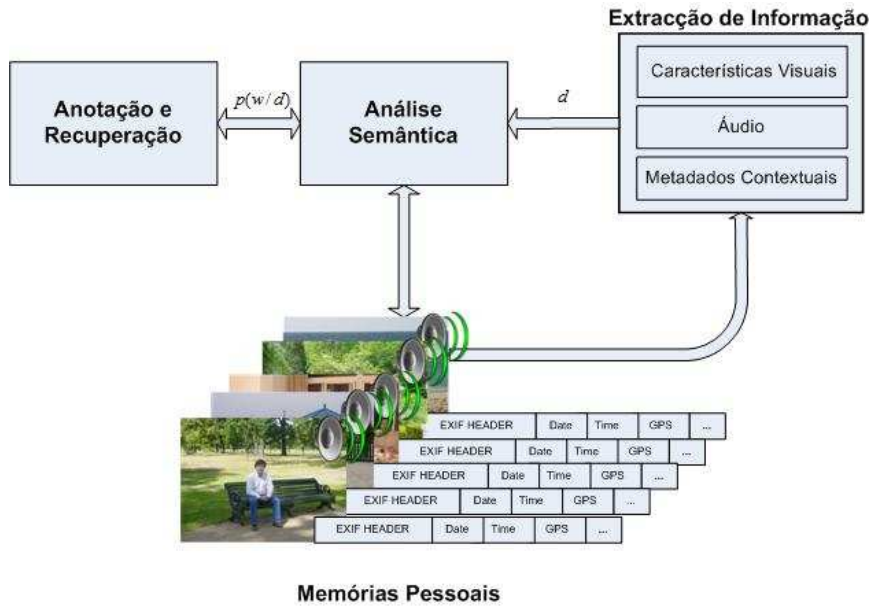 Extracção de Informação
Anotação e
Recuperação
p(w/d)
Análise
Semântica
d
Características Visuais
Áudio
Metadados Contextuais
EXIF HEADER Date Time GPS ...
EXIF HEADER Date Time GPS ...
EXIF HEADER Date Time GPS ...
EXIF HEADER Date Time GPS ...
EXIF HEADER Date Time GPS ...
Memórias Pessoais